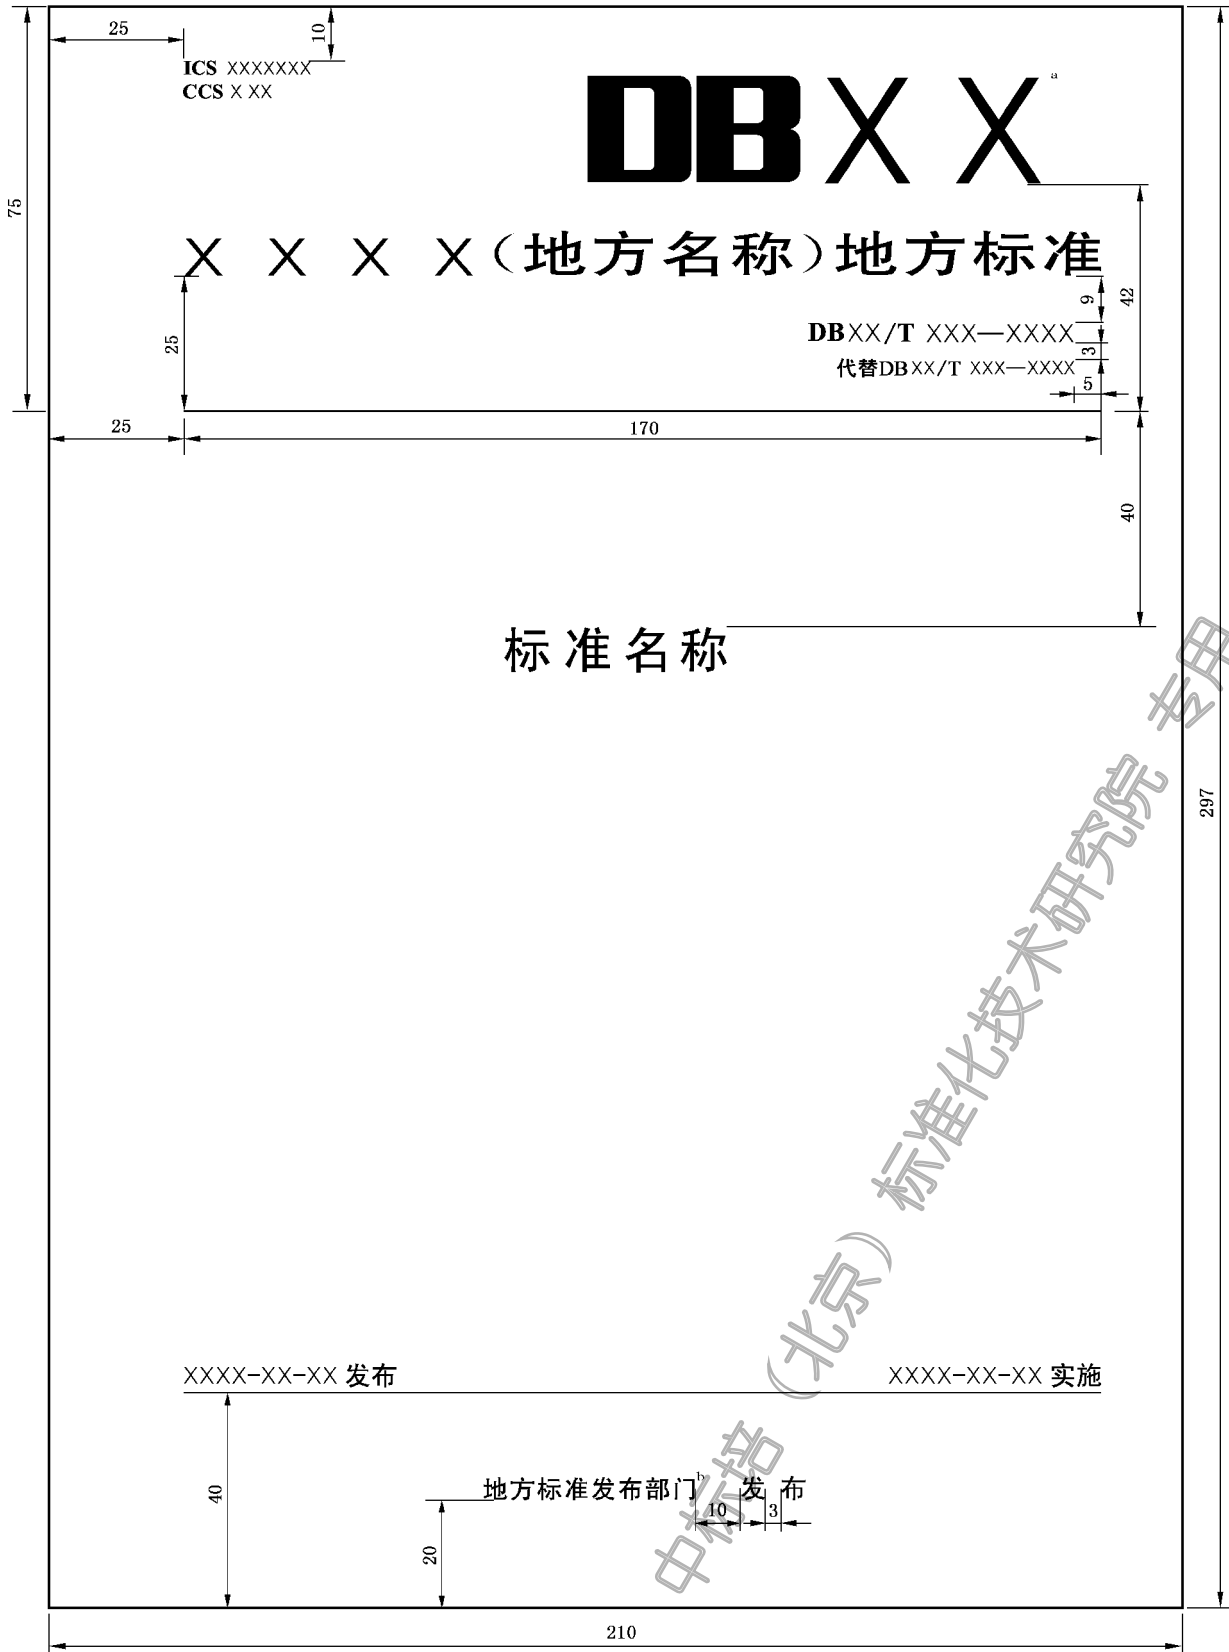 25
10
ICS XXXXXXX
CCS X XX
DBXX a
75
XXXX(地方名称)地方标准
25
9
42
DBXX/T XXX—XXXX
3
代替DBXX/T XXX—XXXX
5
25
170
40
标准名称
297
XXXX-XX-XX 发布
XXXX-XX-XX 实施
40
地方标准发布部门b 发布
10
3
20
210
中标培(北京)标准化技术研究院 专用